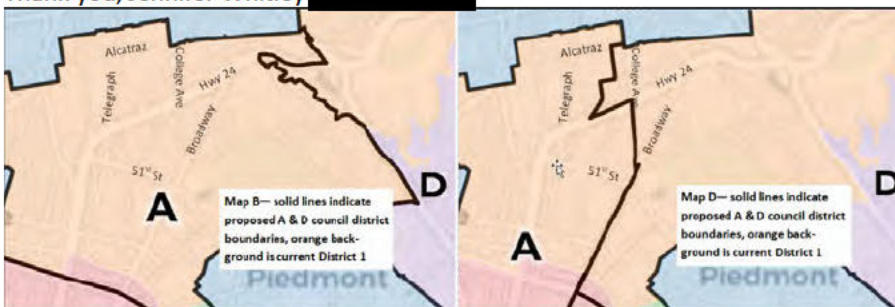 Alcatraz
College Ave
Telegraph
Hwy 24
Broadway
51st St
A
D
Map B— solid lines indicate
proposed A & D council district
boundaries, orange back-
ground is current District 1
Piedmont
Alcatraz
College Ave
Telegraph
Hwy 24
Broadway
51st St
A
D
Map D— solid lines indicate
proposed A & D council district
boundaries, orange back-
ground is current District 1
Piedmont